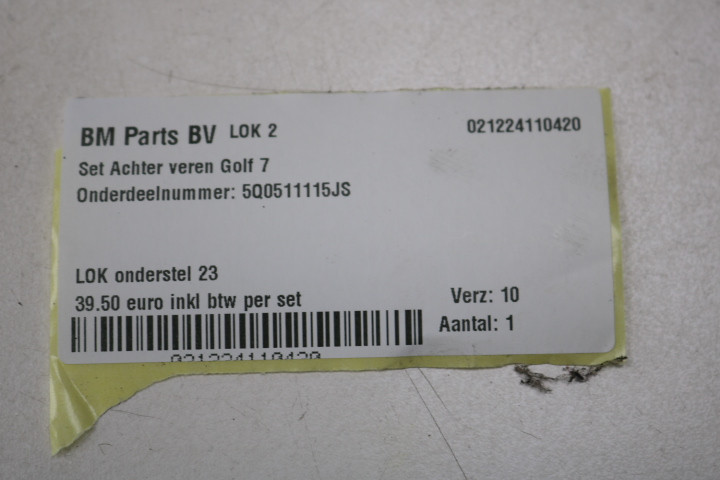 BM Parts BV LOK 2 021224110420
Set Achter veren Golf 7
Onderdeelnummer: 5Q0511115JS
LOK onderstel 23
39.50 euro inkl btw per set Verz: 10
Aantal: 1
021224110420